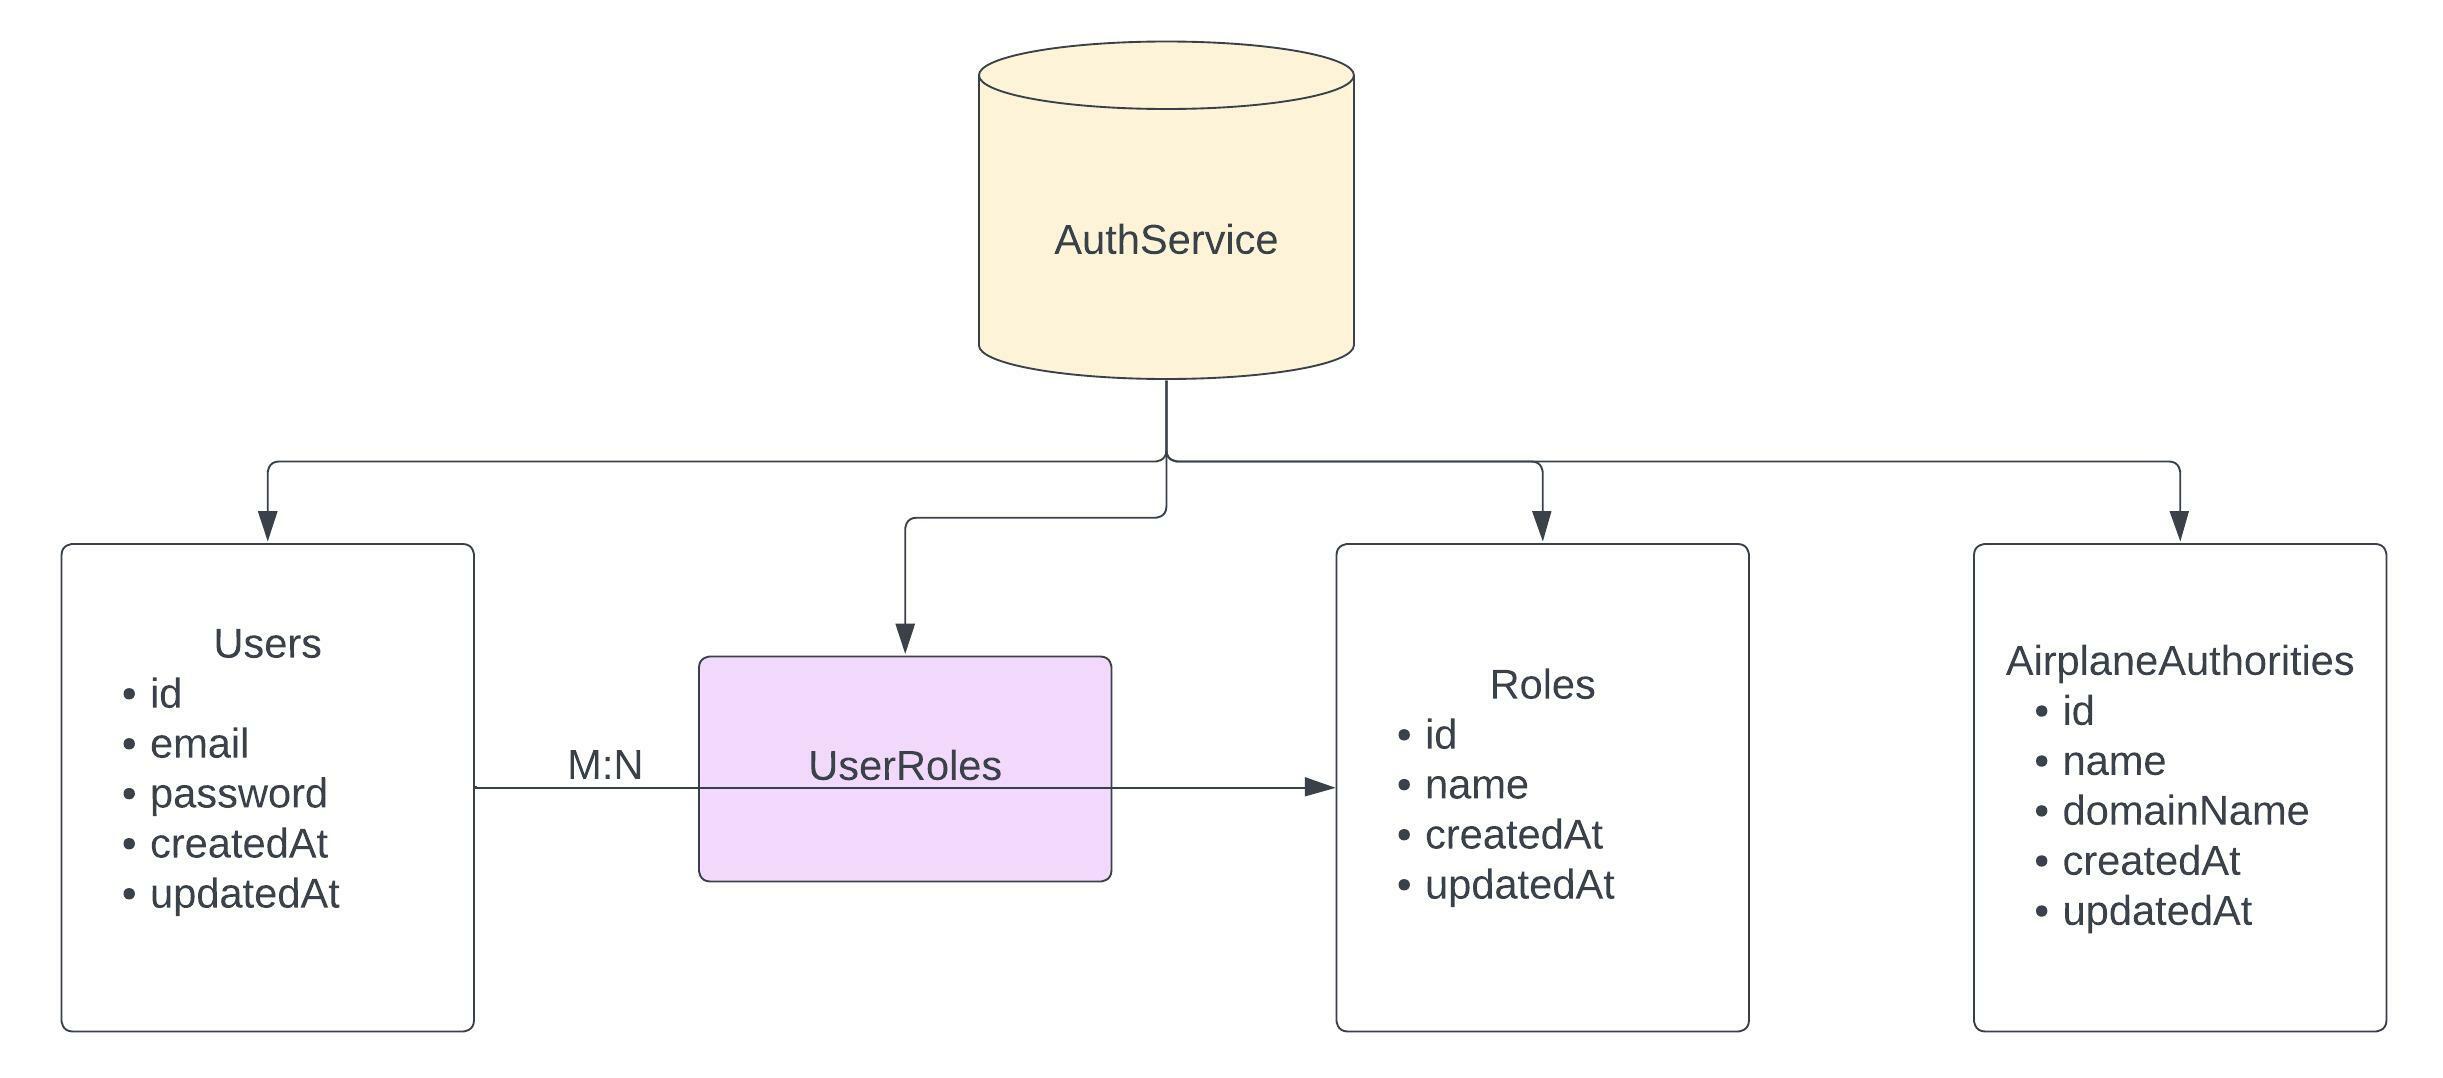 AuthService
Users
• id
• email
• password
• createdAt
• updatedAt
M:N
UserRoles
Roles
• id
• name
• createdAt
• updatedAt
AirplaneAuthorities
• id
• name
• domainName
• createdAt
• updatedAt